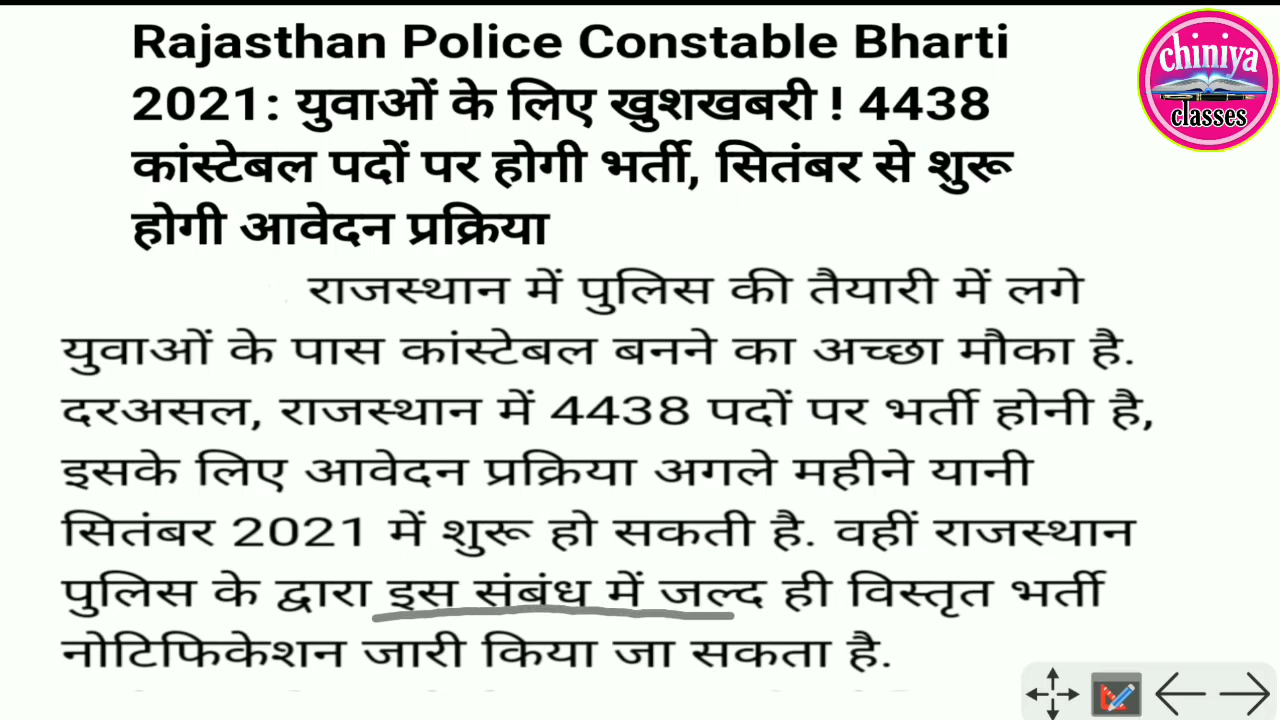 Rajasthan Police Constable Bharti
2021: युवाओं के लिए खुशखबरी ! 4438
कांस्टेबल पदों पर होगी भर्ती, सितंबर से शुरू
होगी आवेदन प्रक्रिया
राजस्थान में पुलिस की तैयारी में लगे
युवाओं के पास कांस्टेबल बनने का अच्छा मौका है.
दरअसल, राजस्थान में 4438 पदों पर भर्ती होनी है,
इसके लिए आवेदन प्रक्रिया अगले महीने यानी
सितंबर 2021 में शुरू हो सकती है. वहीं राजस्थान
पुलिस के द्वारा इस संबंध में जल्द ही विस्तृत भर्ती
नोटिफिकेशन जारी किया जा सकता है.
chiniya
classes